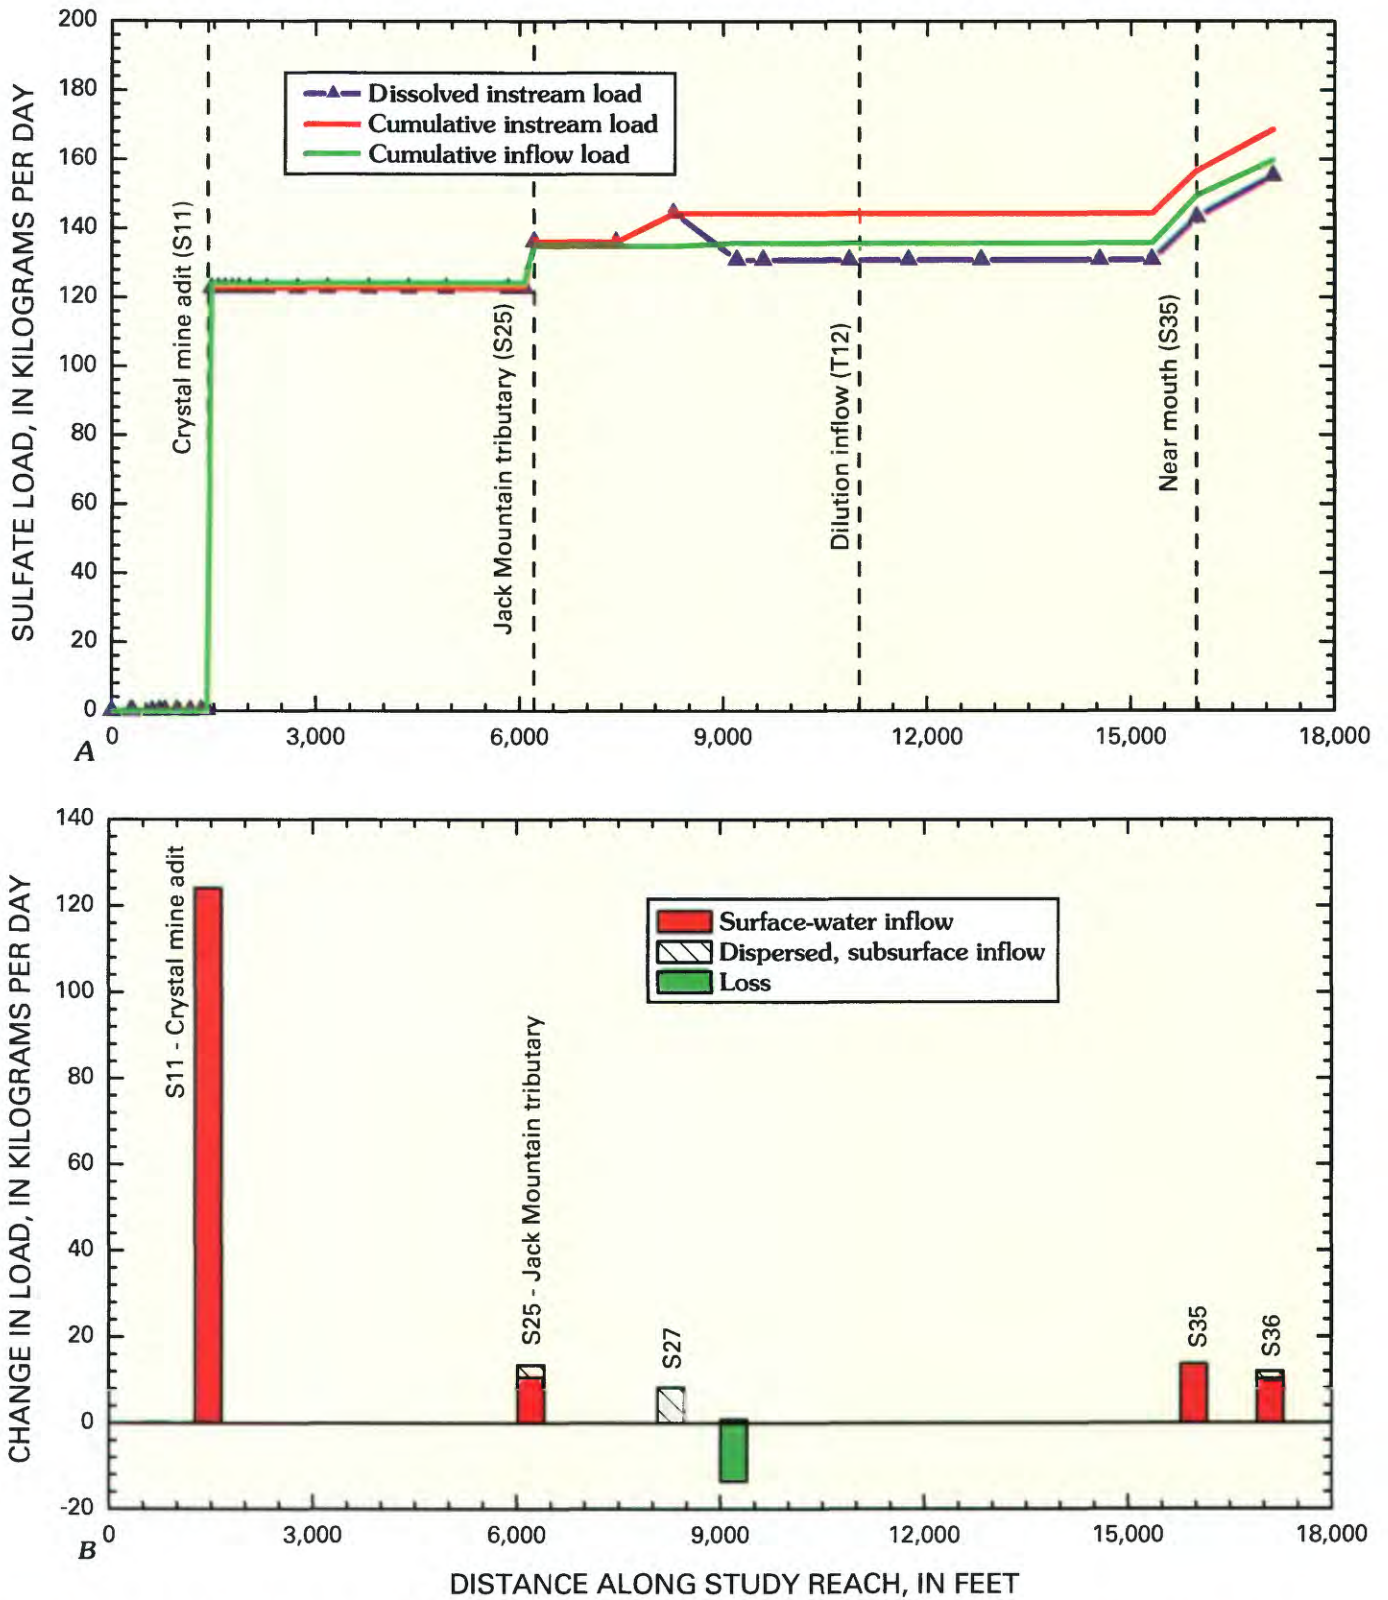 SULFATE LOAD, IN KILOGRAMS PER DAY
200
180
160
140
120
100
80
60
40
20
0
Dissolved instream load
Cumulative instream load
Cumulative inflow load
Crystal mine adit (S11)
Jack Mountain tributary (S25)
Dilution inflow (T12)
Near mouth (S35)
0 3,000 6,000 9,000 12,000 15,000 18,000
A
CHANGE IN LOAD, IN KILOGRAMS PER DAY
140
120
100
80
60
40
20
0
-20
S11 - Crystal mine adit
S25 - Jack Mountain tributary
S27
S35
S36
Surface-water inflow
Dispersed, subsurface inflow
Loss
0 3,000 6,000 9,000 12,000 15,000 18,000
B
DISTANCE ALONG STUDY REACH, IN FEET